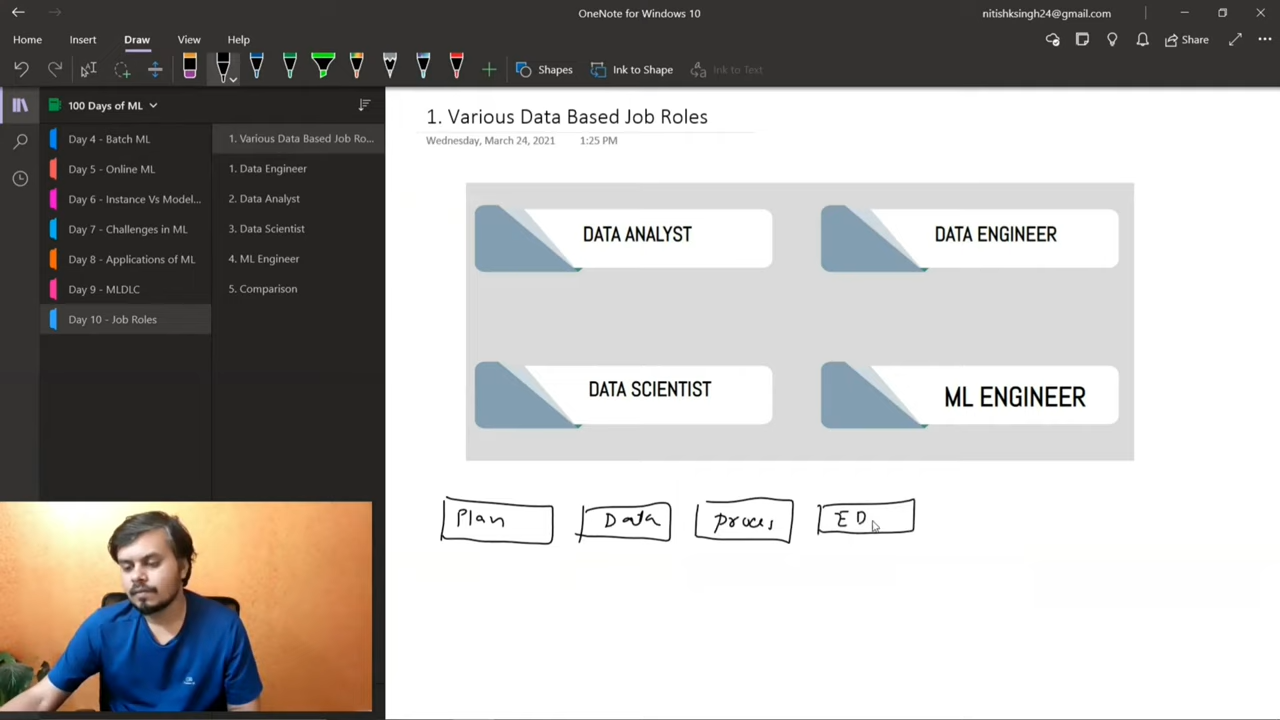 OneNote for Windows 10
nitishksingh24@gmail.com
Home
Insert
Draw
View
Help
Share
Shapes
Ink to Shape
Ink to Text
100 Days of ML
Day 4 - Batch ML
Day 5 - Online ML
Day 6 - Instance Vs Model...
Day 7 - Challenges in ML
Day 8 - Applications of ML
Day 9 - MLDLC
Day 10 - Job Roles
1. Various Data Based Job Ro...
1. Data Engineer
2. Data Analyst
3. Data Scientist
4. ML Engineer
5. Comparison
1. Various Data Based Job Roles
Wednesday, March 24, 2021 1:25 PM
DATA ANALYST
DATA ENGINEER
DATA SCIENTIST
ML ENGINEER
Plan
Data
Proces,
ED